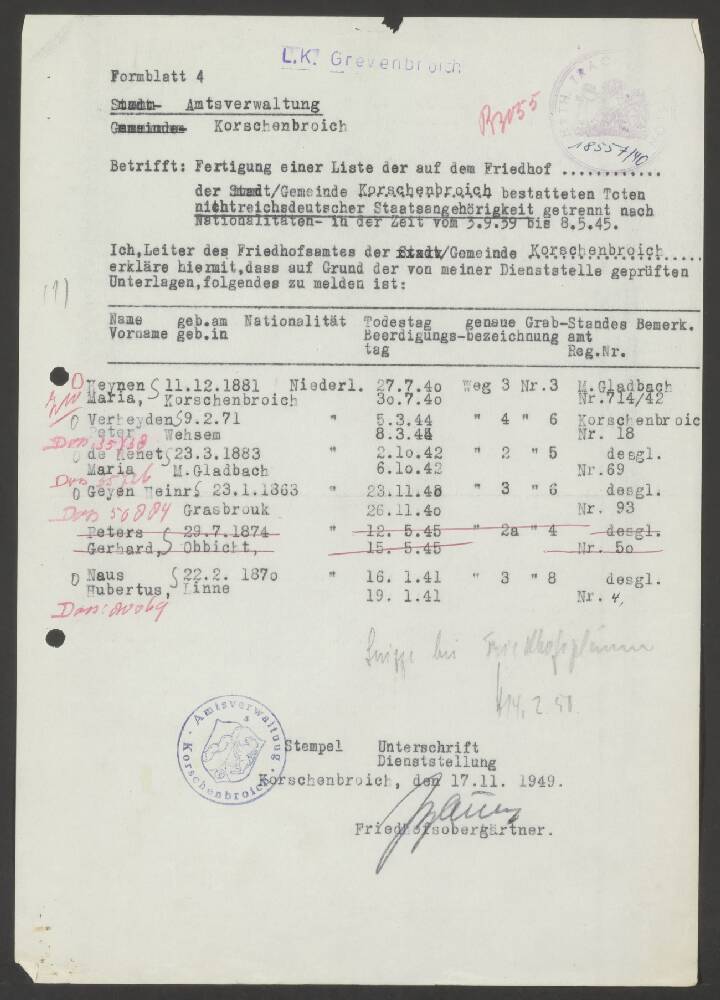 L.K. Grevenbroich
Formblatt 4
Stadt- Amtsverwaltung
R3055
Gemeinde- Korschenbroich
18557/40
Betrifft: Fertigung einer Liste der auf dem Friedhof ............
der Stadt/Gemeinde Korschenbroich bestatteten Toten
nichtreichsdeutscher Staatsangehörigkeit getrennt nach
Nationalitäten- in der Zeit vom 3.9.39 bis 8.5.45.
Ich,Leiter des Friedhofsamtes der Stadt/Gemeinde Korschenbroich.....
erkläre hiermit,dass auf Grund der von meiner Dienststelle geprüften
Unterlagen,folgendes zu melden ist:
(1)
Name geb.am Nationalität Todestag genaue Grab-Standes Bemerk.
Vorname geb.in Beerdigungs-bezeichnung amt
tag Reg.Nr.
Heynen 11.12.1881 Niederl. 27.7.40 Weg 3 Nr.3 M.Gladbach
Maria, Korschenbroich 30.7.40 Nr.714/42
Verheyden 9.2.71 " 5.3.44 " 4 " 6 Korschenbroic
Peter Wehsem 8.3.44 Nr. 18
de Kenet 23.3.1883 " 2.10.42 " 2 " 5 desgl.
Maria M.Gladbach 6.10.42 Nr.69
Geyen Heinr 23.1.1863 " 23.11.40 " 3 " 6 desgl.
Grasbrouk 26.11.40 Nr. 93
Peters 29.7.1874 " 12. 5.45 " 2a " 4 desgl.
Gerhard, Obbicht, 15. 5.45 Nr. 50
Naus 22.2. 1870 " 16. 1.41 " 3 " 8 desgl.
Hubertus, Linne 19. 1.41 Nr. 4,
14.2.50
Amtsverwaltung
Korschenbroich
Stempel Unterschrift
Dienststellung
Korschenbroich, den 17.11. 1949.
Friedhofsobergärtner.